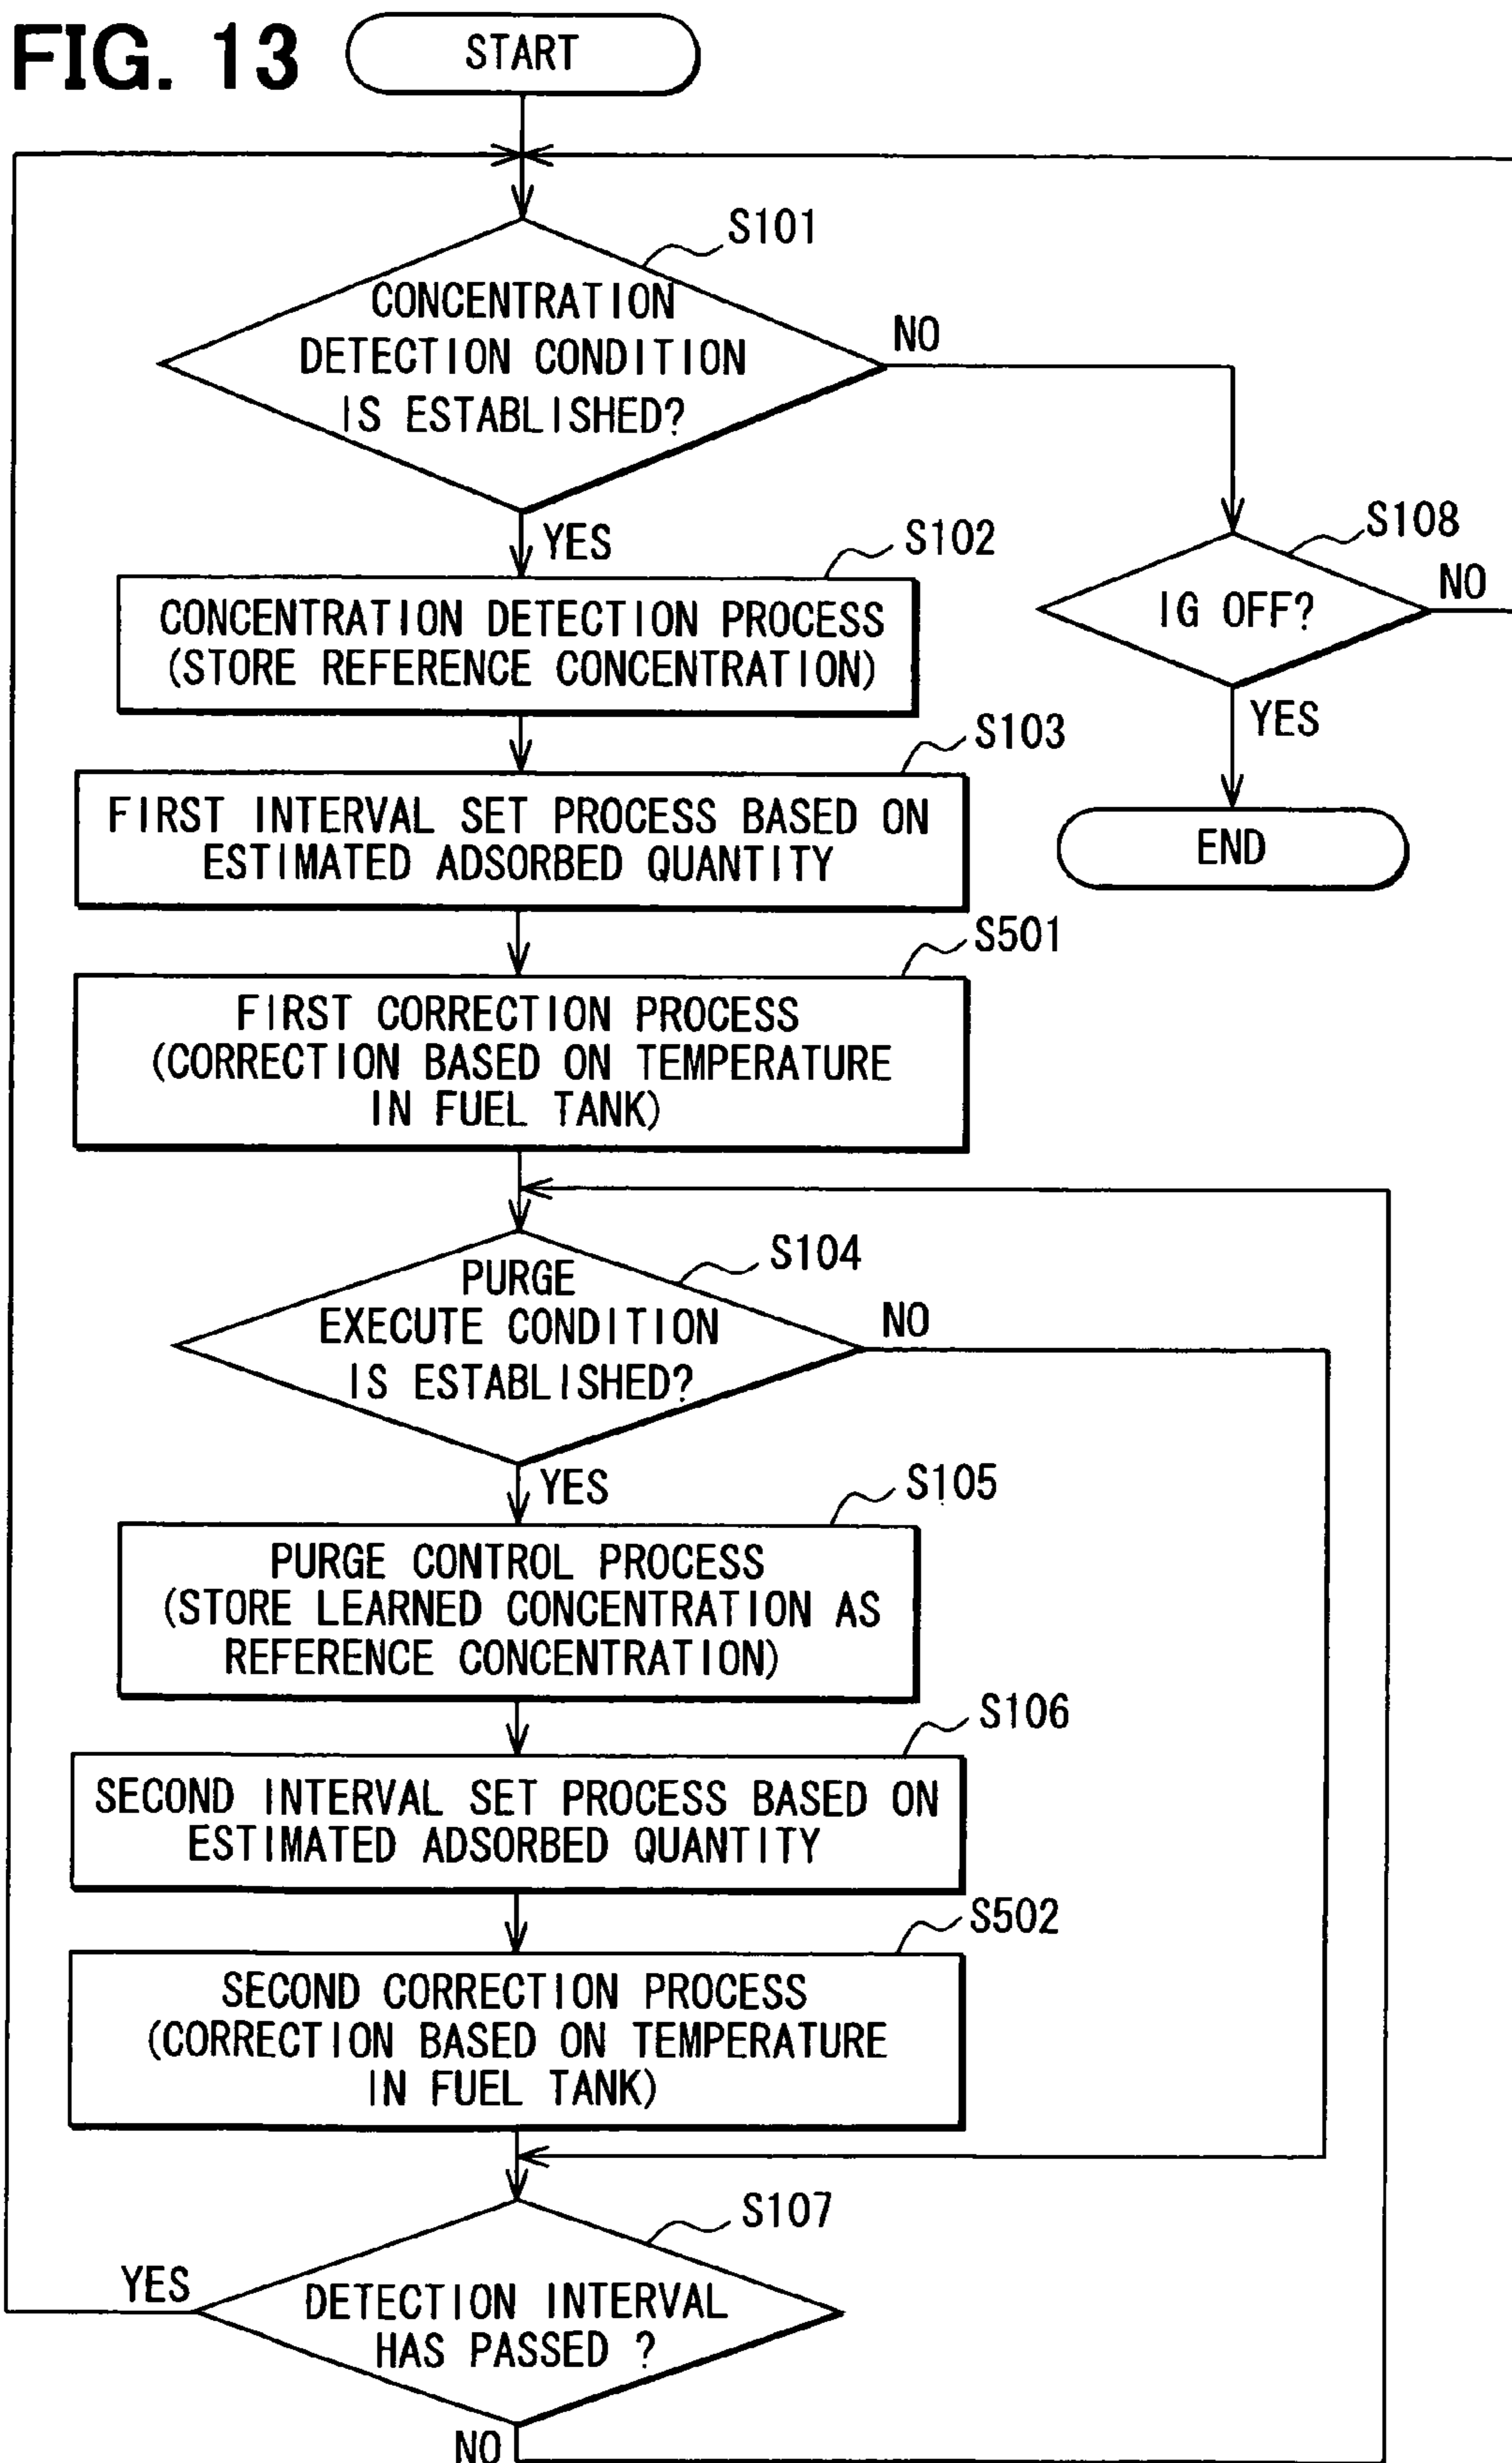 FIG. 13
START
S101
CONCENTRATION
DETECTION CONDITION
IS ESTABLISHED?
NO
YES
S102
CONCENTRATION DETECTION PROCESS
(STORE REFERENCE CONCENTRATION)
S108
IG OFF?
NO
YES
END
S103
FIRST INTERVAL SET PROCESS BASED ON
ESTIMATED ADSORBED QUANTITY
S501
FIRST CORRECTION PROCESS
(CORRECTION BASED ON TEMPERATURE
IN FUEL TANK)
S104
PURGE
EXECUTE CONDITION
IS ESTABLISHED?
NO
YES
S105
PURGE CONTROL PROCESS
(STORE LEARNED CONCENTRATION AS
REFERENCE CONCENTRATION)
S106
SECOND INTERVAL SET PROCESS BASED ON
ESTIMATED ADSORBED QUANTITY
S502
SECOND CORRECTION PROCESS
(CORRECTION BASED ON TEMPERATURE
IN FUEL TANK)
S107
YES
DETECTION INTERVAL
HAS PASSED ?
NO